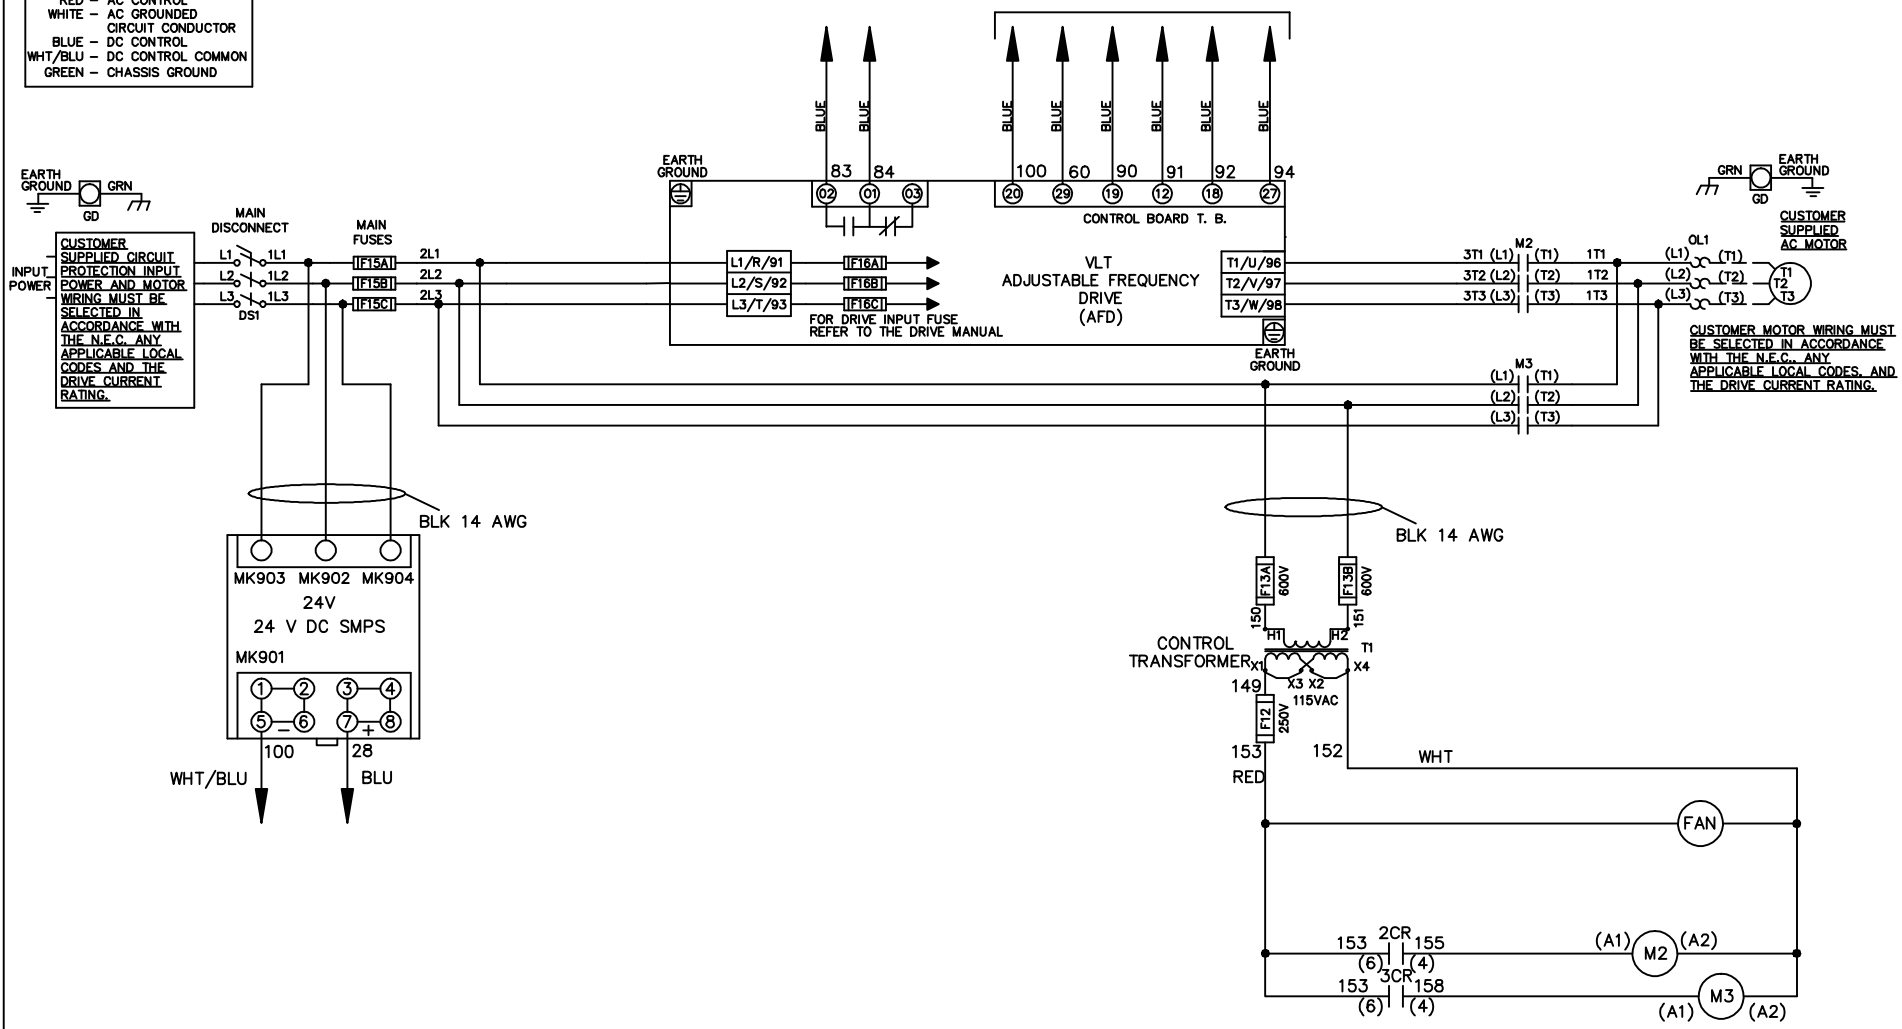 RED – AC CONTROL
WHITE – AC GROUNDED
CIRCUIT CONDUCTOR
BLUE – DC CONTROL
WHT/BLU – DC CONTROL COMMON
GREEN – CHASSIS GROUND
BLUE
BLUE
BLUE
BLUE
BLUE
BLUE
BLUE
BLUE
EARTH
GROUND
GRN
GD
MAIN
DISCONNECT
MAIN
FUSES
INPUT
POWER
CUSTOMER
SUPPLIED CIRCUIT
PROTECTION INPUT
POWER AND MOTOR
WIRING MUST BE
SELECTED IN
ACCORDANCE WITH
THE N.E.C. ANY
APPLICABLE LOCAL
CODES AND THE
DRIVE CURRENT
RATING.
L1 1L1
L2 1L2
L3 1L3
DS1
F15A
F15B
F15C
2L1
2L2
2L3
EARTH
GROUND
83 84
02 01 03
100 60 90 91 92 94
20 29 19 12 18 27
CONTROL BOARD T. B.
L1/R/91
L2/S/92
L3/T/93
F16A
F16B
F16C
FOR DRIVE INPUT FUSE
REFER TO THE DRIVE MANUAL
VLT
ADJUSTABLE FREQUENCY
DRIVE
(AFD)
T1/U/96
T2/V/97
T3/W/98
EARTH
GROUND
M2
3T1 (L1) (T1) 1T1
3T2 (L2) (T2) 1T2
3T3 (L3) (T3) 1T3
OL1
(L1) (T1)
(L2) (T2)
(L3) (T3)
T1
T2
T3
GRN
GD
EARTH
GROUND
CUSTOMER
SUPPLIED
AC MOTOR
CUSTOMER MOTOR WIRING MUST
BE SELECTED IN ACCORDANCE
WITH THE N.E.C., ANY
APPLICABLE LOCAL CODES, AND
THE DRIVE CURRENT RATING.
M3
(L1) (T1)
(L2) (T2)
(L3) (T3)
BLK 14 AWG
MK903 MK902 MK904
24V
24 V DC SMPS
MK901
1 2 3 4
5 6 7 8
– +
100 28
WHT/BLU BLU
BLK 14 AWG
F13A
600V
F13B
600V
150
151
H1 H2
T1
CONTROL
TRANSFORMER
X1 X4
X3 X2
115VAC
149
F12
250V
153
RED
152
WHT
FAN
2CR
153 155
(6) (4)
(A1) M2 (A2)
3CR
153 158
(6) (4)
(A1) M3 (A2)